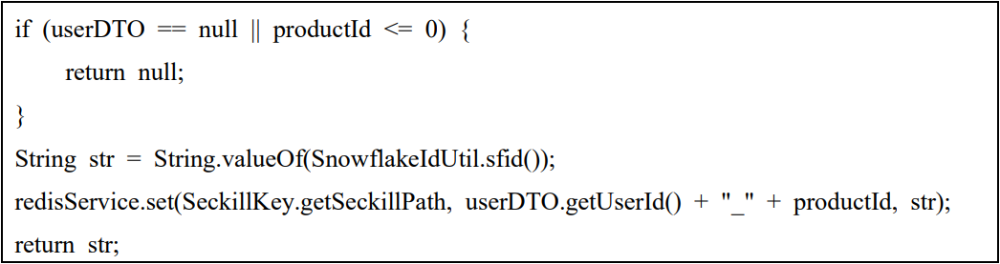 if (userDTO == null || productId <= 0) {
    return null;
}
String str = String.valueOf(SnowflakeIdUtil.sfid());
redisService.set(SeckillKey.getSeckillPath, userDTO.getUserId() + "_" + productId, str);
return str;